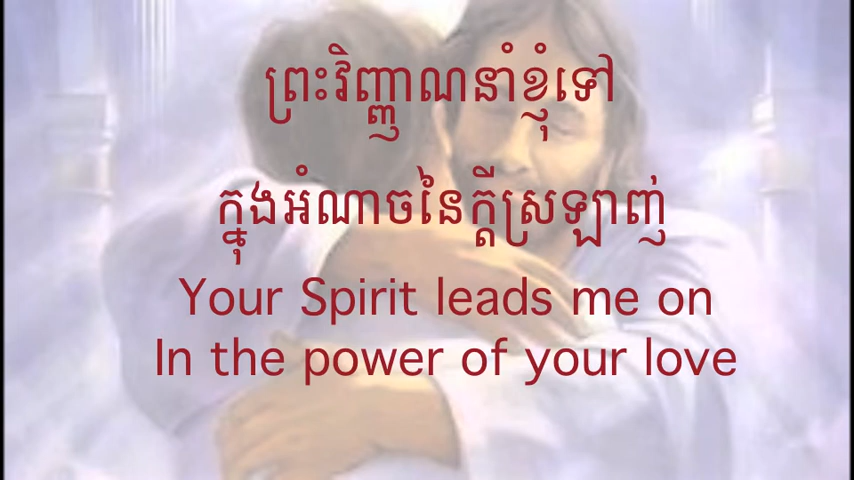 ព្រះវិញ្ញាណនាំខ្ញុំទៅ
ក្នុងអំណាចនៃក្ដីស្រឡាញ់
Your Spirit leads me on
In the power of your love